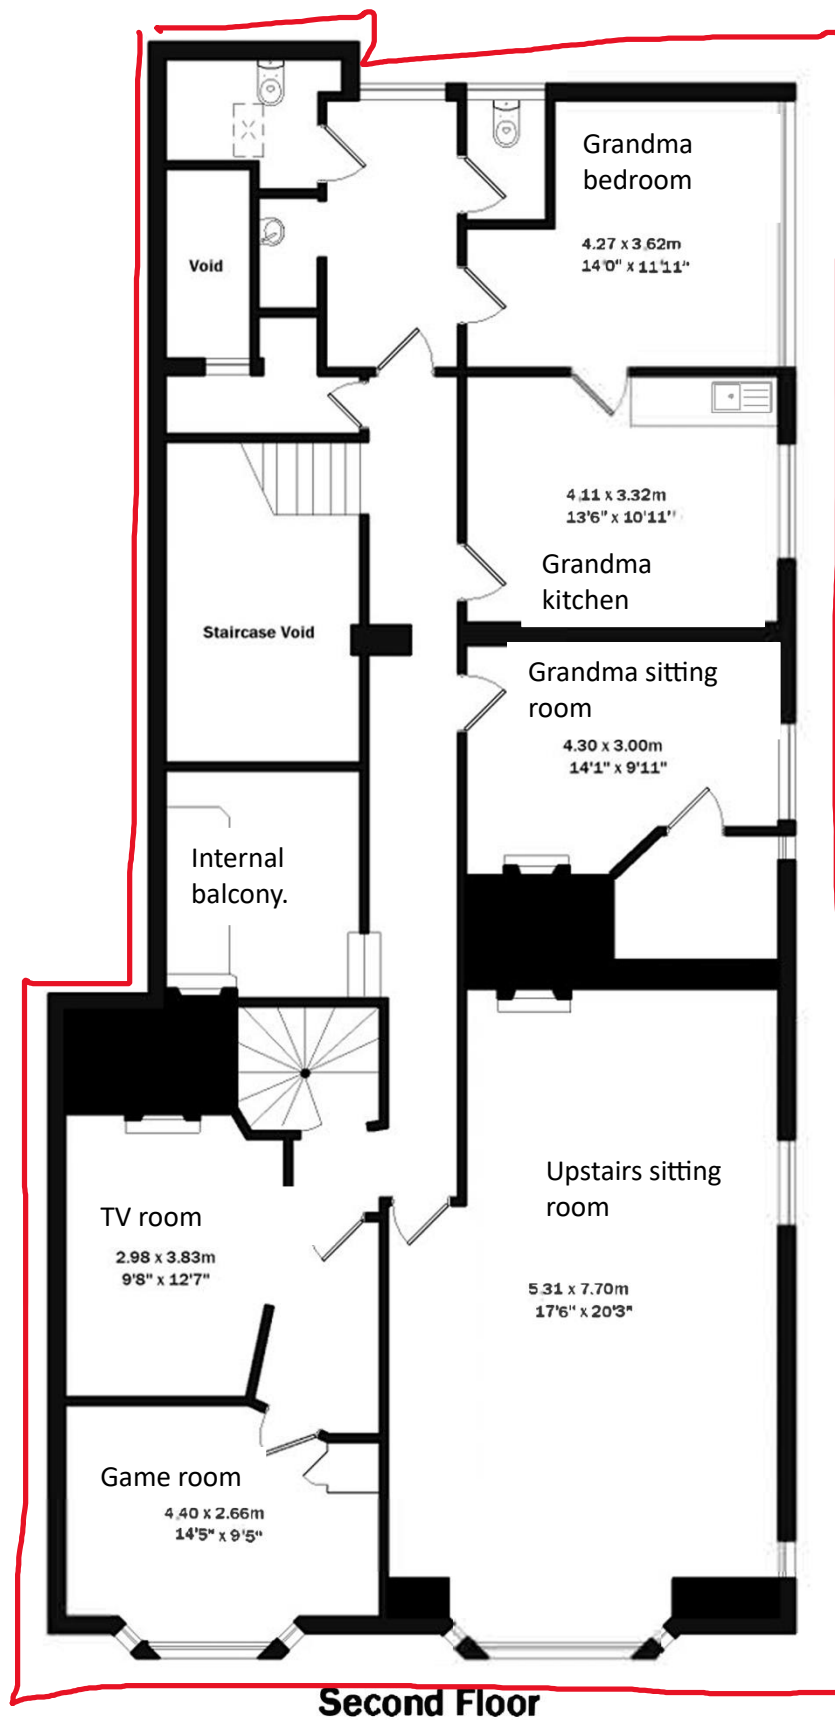 Grandma
bedroom
4.27 x 3.62m
14'0" x 11'11"
Void
4.11 x 3.32m
13'6" x 10'11"
Grandma
kitchen
Staircase Void
Grandma sitting
room
4.30 x 3.00m
14'1" x 9'11"
Internal
balcony.
Upstairs sitting
room
5.31 x 7.70m
17'6" x 20'3"
TV room
2.98 x 3.83m
9'8" x 12'7"
Game room
4.40 x 2.66m
14'5" x 9'5"
Second Floor